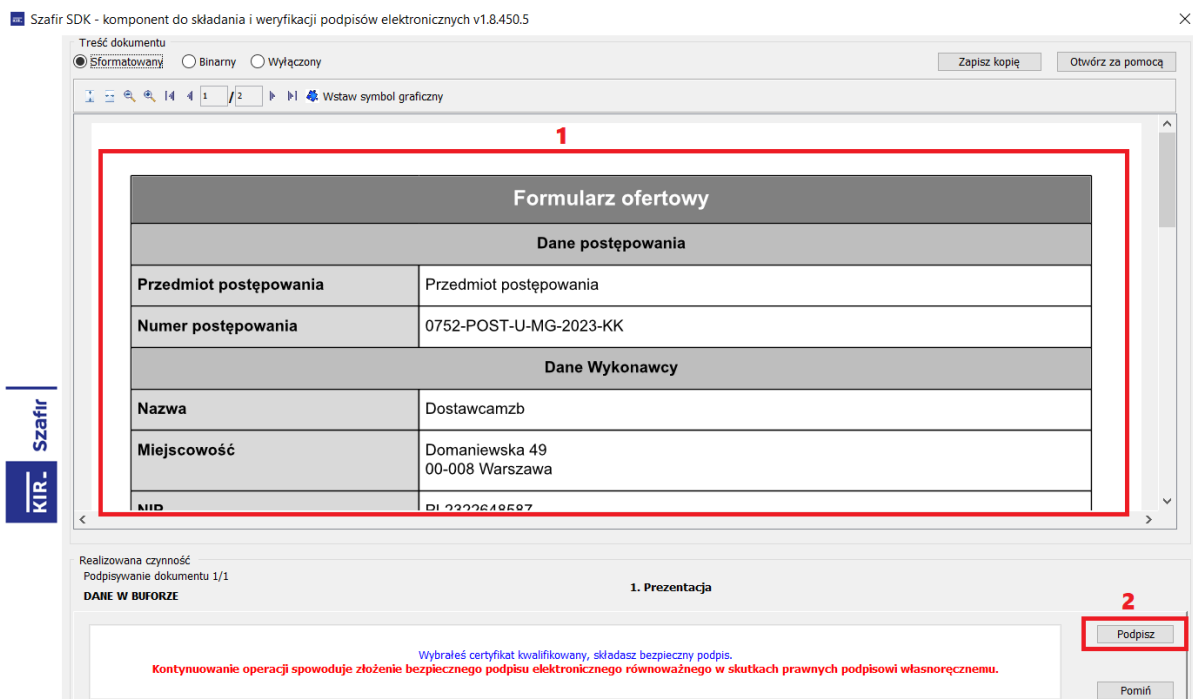 Szafir SDK - komponent do składania i weryfikacji podpisów elektronicznych v1.8.450.5
Treść dokumentu
Sformatowany Binarny Wyłączony Zapisz kopię Otwórz za pomocą
1 / 2 Wstaw symbol graficzny
1
Formularz ofertowy
Dane postępowania
Przedmiot postępowania Przedmiot postępowania
Numer postępowania 0752-POST-U-MG-2023-KK
Dane Wykonawcy
Nazwa Dostawcamzb
Miejscowość Domaniewska 49
00-008 Warszawa
NIP PL2322648587
KIR Szafir
Realizowana czynność
Podpisywanie dokumentu 1/1
1. Prezentacja
DANE W BUFORZE
2
Podpisz
Wybrałeś certyfikat kwalifikowany, składasz bezpieczny podpis.
Kontynuowanie operacji spowoduje złożenie bezpiecznego podpisu elektronicznego równoważnego w skutkach prawnych podpisowi własnoręcznemu.
Pomiń